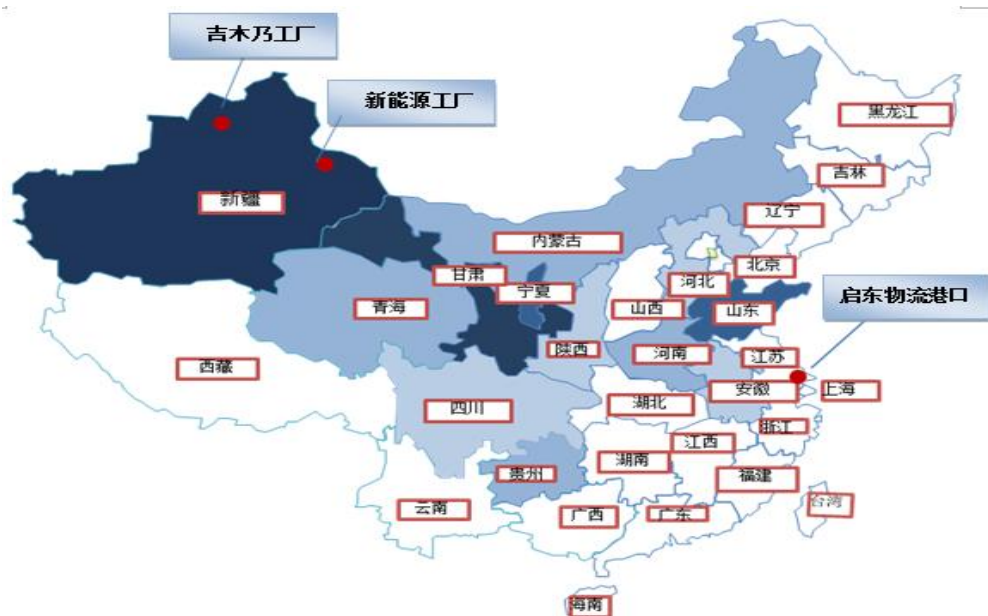 吉木乃工厂
新能源工厂
黑龙江
吉林
新疆
辽宁
内蒙古
北京
甘肃
河北
宁夏
启东物流港口
青海
山西
山东
陕西
河南
江苏
西藏
安徽
上海
四川
湖北
浙江
江西
湖南
贵州
福建
云南
广西
广东
台湾
海南